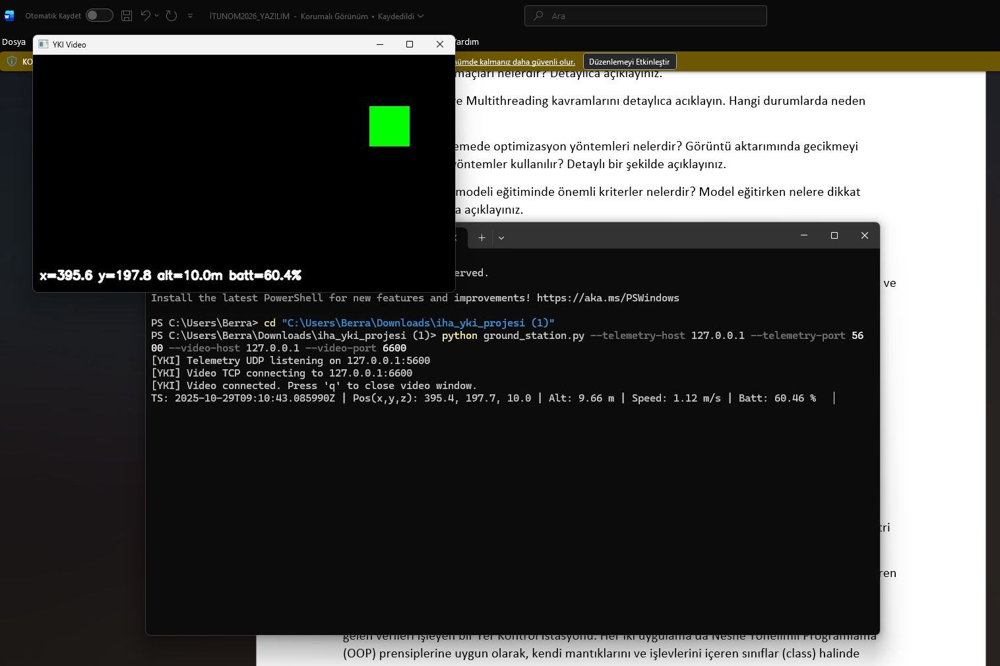 Otomatik Kaydet
İTUNOM2026_YAZILIM - Korumalı Görünüm • Kaydedildi
Ara
Dosya
Yardım
KO
ümde kalmanız daha güvenli olur.
Düzenlemeyi Etkinleştir
YKI Video
x=395.6 y=197.8 alt=10.0m batt=60.4%
maçları nelerdir? Detaylıca açıklayınız.
e Multithreading kavramlarını detaylıca acıklayın. Hangi durumlarda neden
emede optimizasyon yöntemleri nelerdir? Görüntü aktarımında gecikmeyi
yöntemler kullanılır? Detaylı bir şekilde açıklayınız.
modeli eğitiminde önemli kriterler nelerdir? Model eğitirken nelere dikkat
a açıklayınız.
erved.
ve
Install the latest PowerShell for new features and improvements! https://aka.ms/PSWindows
PS C:\Users\Berra> cd "C:\Users\Berra\Downloads\iha_yki_projesi (1)"
PS C:\Users\Berra\Downloads\iha_yki_projesi (1)> python ground_station.py --telemetry-host 127.0.0.1 --telemetry-port 56
00 --video-host 127.0.0.1 --video-port 6600
[YKI] Telemetry UDP listening on 127.0.0.1:5600
[YKI] Video TCP connecting to 127.0.0.1:6600
[YKI] Video connected. Press 'q' to close video window.
TS: 2025-10-29T09:10:43.085990Z | Pos(x,y,z): 395.4, 197.7, 10.0 | Alt: 9.66 m | Speed: 1.12 m/s | Batt: 60.46 %
tri
ren
gelen verileri işleyen bir Yer Kontrol İstasyonu. Her iki uygulama da Nesne Yönelimli Programlama
(OOP) prensiplerine uygun olarak, kendi mantıklarını ve işlevlerini içeren sınıflar (class) halinde